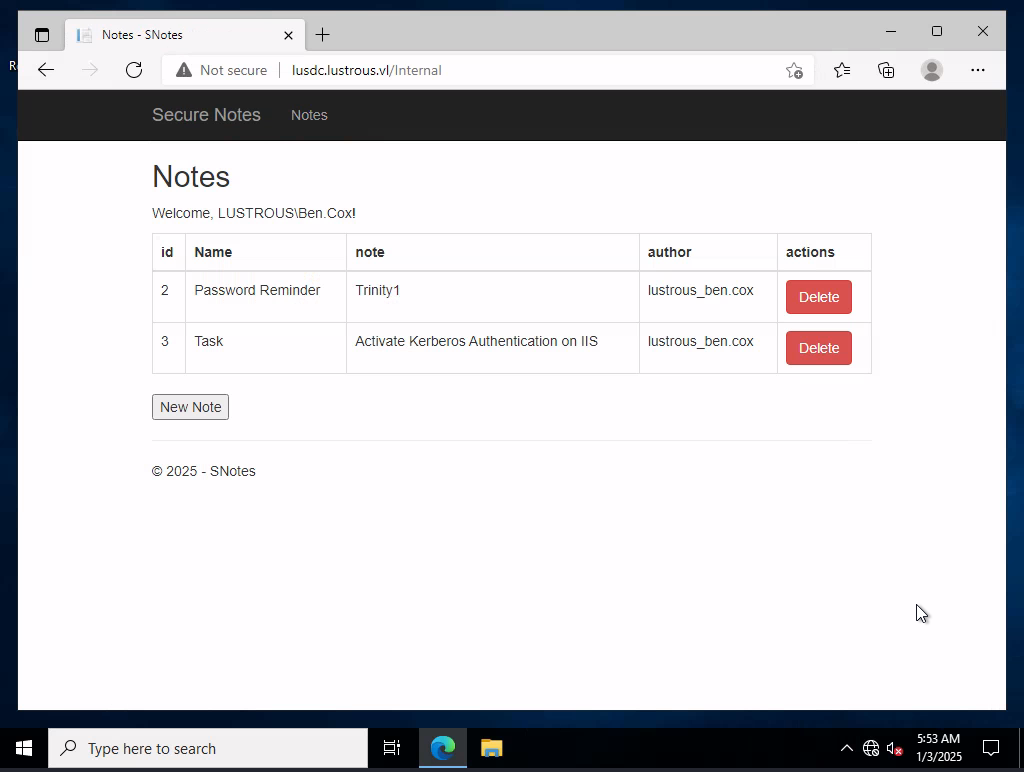 Notes - SNotes
Not secure lusdc.lustrous.vl/Internal
Secure Notes Notes
Notes
Welcome, LUSTROUS\Ben.Cox!
id Name note author actions
2 Password Reminder Trinity1 lustrous_ben.cox Delete
3 Task Activate Kerberos Authentication on IIS lustrous_ben.cox Delete
New Note
© 2025 - SNotes
Type here to search
5:53 AM
1/3/2025